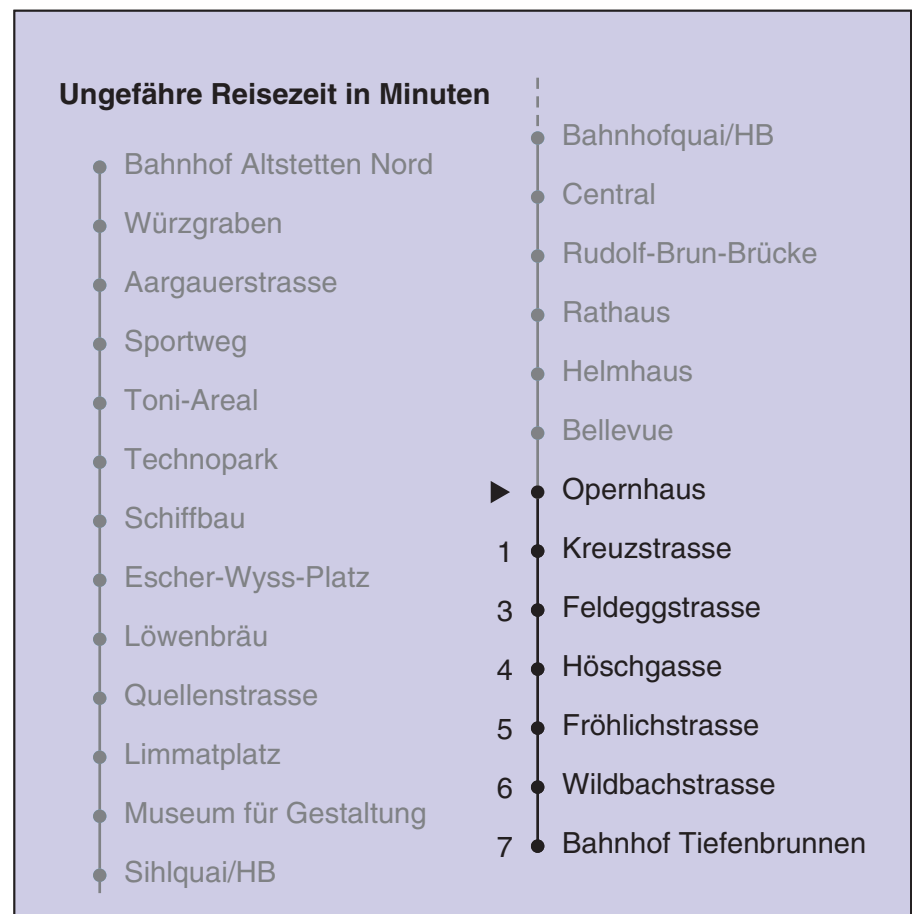 Ungefähre Reisezeit in Minuten
Bahnhof Altstetten Nord
Würzgraben
Aargauerstrasse
Sportweg
Toni-Areal
Technopark
Schiffbau
Escher-Wyss-Platz
Löwenbräu
Quellenstrasse
Limmatplatz
Museum für Gestaltung
Sihlquai/HB
Bahnhofquai/HB
Central
Rudolf-Brun-Brücke
Rathaus
Helmhaus
Bellevue
Opernhaus
1 Kreuzstrasse
3 Feldeggstrasse
4 Höschgasse
5 Fröhlichstrasse
6 Wildbachstrasse
7 Bahnhof Tiefenbrunnen